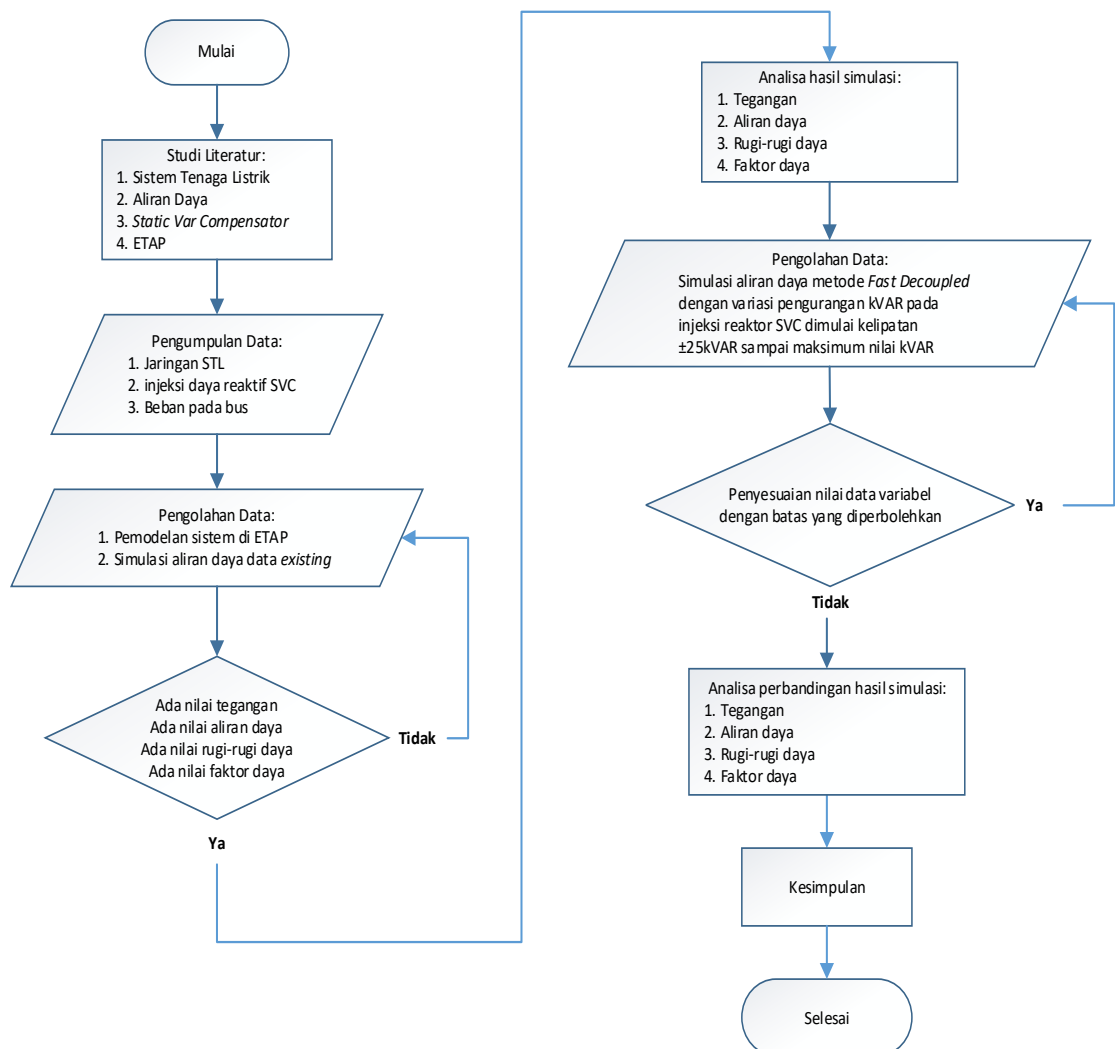 Mulai
Studi Literatur:
1. Sistem Tenaga Listrik
2. Aliran Daya
3. Static Var Compensator
4. ETAP
Pengumpulan Data:
1. Jaringan STL
2. injeksi daya reaktif SVC
3. Beban pada bus
Pengolahan Data:
1. Pemodelan sistem di ETAP
2. Simulasi aliran daya data existing
Ada nilai tegangan
Ada nilai aliran daya
Ada nilai rugi-rugi daya
Ada nilai faktor daya
Tidak
Ya
Analisa hasil simulasi:
1. Tegangan
2. Aliran daya
3. Rugi-rugi daya
4. Faktor daya
Pengolahan Data:
Simulasi aliran daya metode Fast Decoupled
dengan variasi pengurangan kVAR pada
injeksi reaktor SVC dimulai kelipatan
±25kVAR sampai maksimum nilai kVAR
Penyesuaian nilai data variabel
dengan batas yang diperbolehkan
Ya
Tidak
Analisa perbandingan hasil simulasi:
1. Tegangan
2. Aliran daya
3. Rugi-rugi daya
4. Faktor daya
Kesimpulan
Selesai